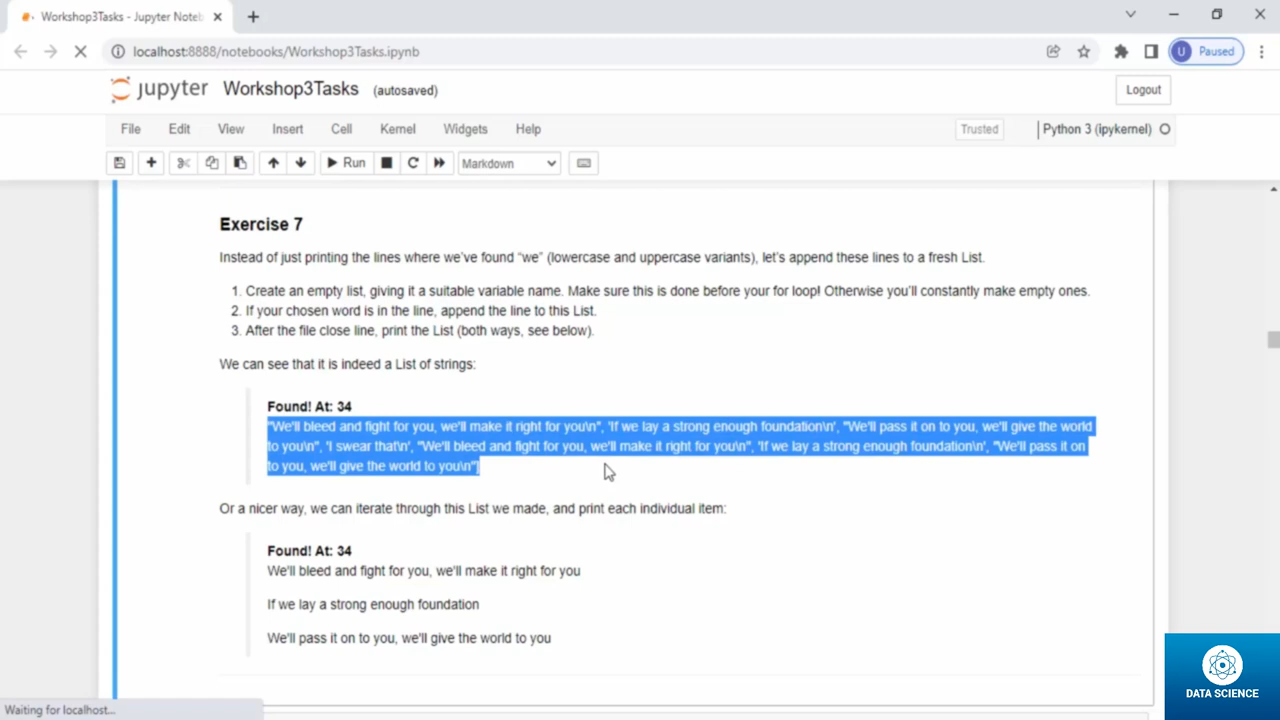 Workshop3Tasks - Jupyter Noteb
localhost:8888/notebooks/Workshop3Tasks.ipynb
U Paused
jupyter Workshop3Tasks (autosaved)
Logout
File Edit View Insert Cell Kernel Widgets Help
Trusted
Python 3 (ipykernel)
Run
Markdown
Exercise 7
Instead of just printing the lines where we've found “we” (lowercase and uppercase variants), let's append these lines to a fresh List.
1. Create an empty list, giving it a suitable variable name. Make sure this is done before your for loop! Otherwise you'll constantly make empty ones.
2. If your chosen word is in the line, append the line to this List.
3. After the file close line, print the List (both ways, see below).
We can see that it is indeed a List of strings:
Found! At: 34
"We'll bleed and fight for you, we'll make it right for you\n", 'If we lay a strong enough foundation\n', "We'll pass it on to you, we'll give the world
to you\n", 'I swear that\n', "We'll bleed and fight for you, we'll make it right for you\n", 'If we lay a strong enough foundation\n', "We'll pass it on
to you, we'll give the world to you\n"]
Or a nicer way, we can iterate through this List we made, and print each individual item:
Found! At: 34
We'll bleed and fight for you, we'll make it right for you
If we lay a strong enough foundation
We'll pass it on to you, we'll give the world to you
DATA SCIENCE
Waiting for localhost...